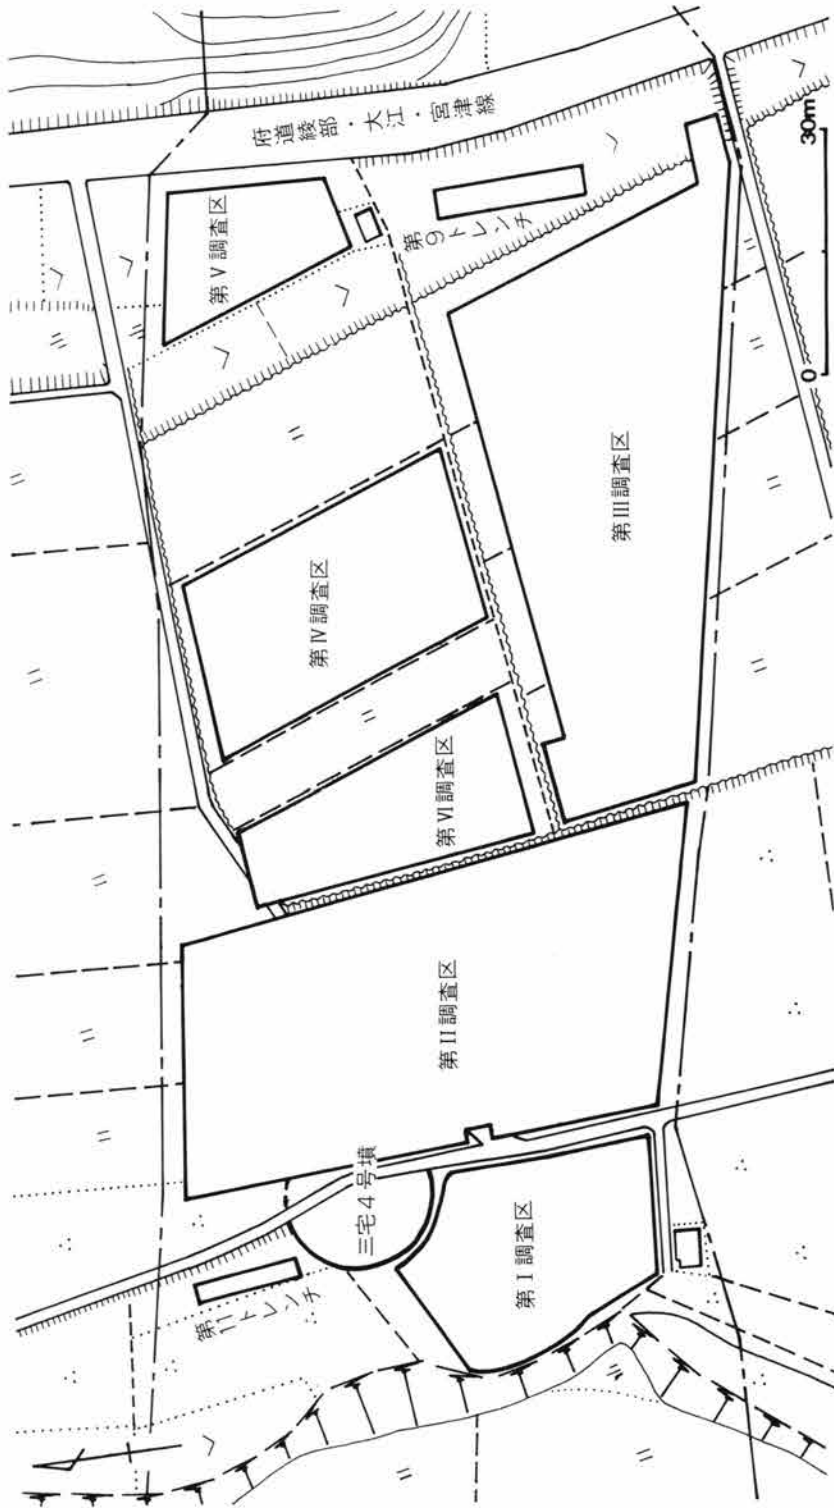 府道綾部・大江・宮津線
第Ⅴ調査区
第9トレンチ
第Ⅳ調査区
第Ⅲ調査区
第Ⅵ調査区
第Ⅱ調査区
三宅4号墳
第Ⅰ調査区
第11トレンチ
0 30m